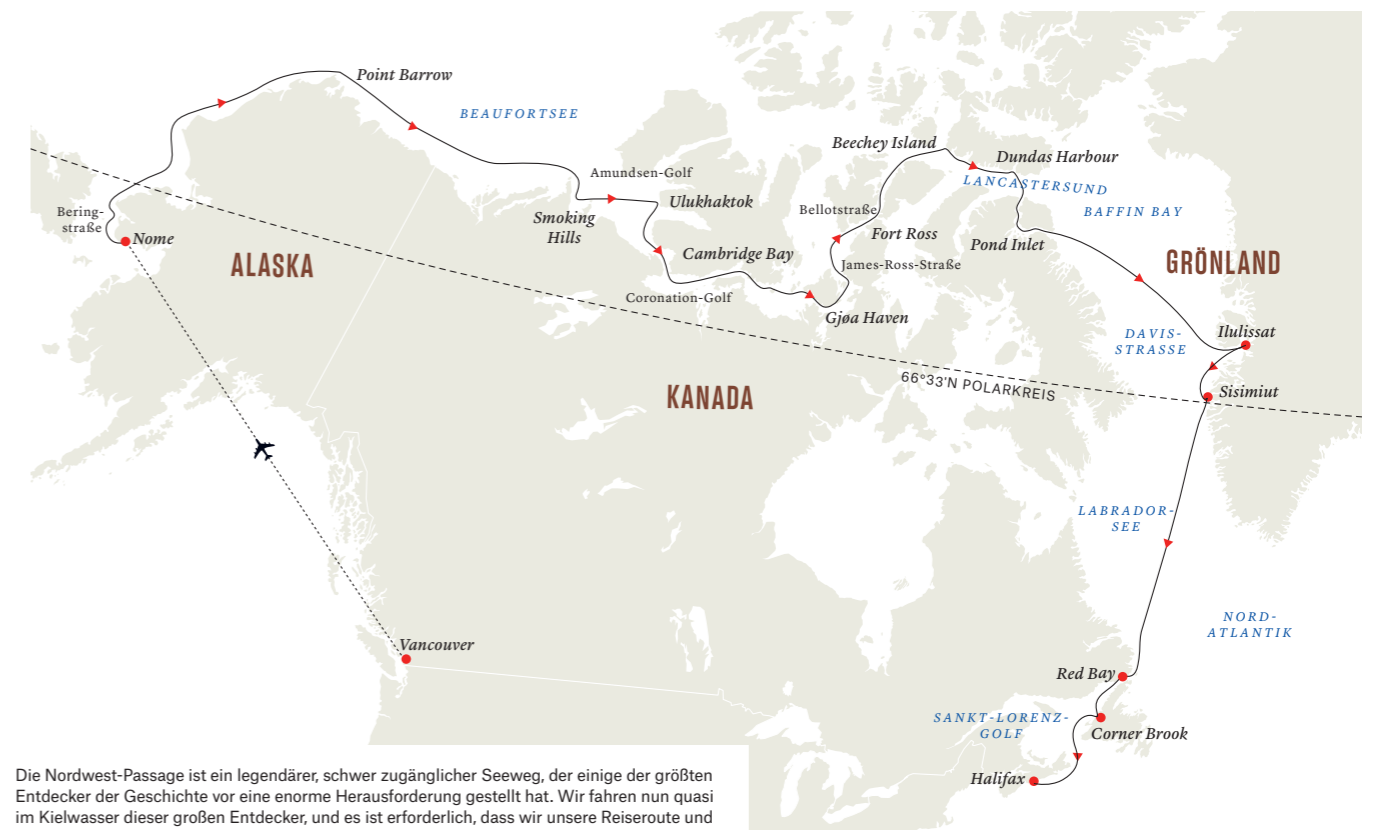 Point Barrow
BEAUFORTSEE
Beechey Island
Dundas Harbour
Amundsen-Golf
LANCASTERSUND
Ulukhaktok
Bering-
straße
Bellotstraße
BAFFIN BAY
Smoking
Hills
Nome
Fort Ross
Pond Inlet
Cambridge Bay
ALASKA
James-Ross-Straße
GRÖNLAND
Coronation-Golf
Gjøa Haven
DAVIS-
STRASSE
Ilulissat
66°33'N POLARKREIS
Sisimiut
KANADA
LABRADOR-
SEE
NORD-
ATLANTIK
Vancouver
Red Bay
SANKT-LORENZ-
GOLF
Corner Brook
Halifax
Die Nordwest-Passage ist ein legendärer, schwer zugänglicher Seeweg, der einige der größten
Entdecker der Geschichte vor eine enorme Herausforderung gestellt hat. Wir fahren nun quasi
im Kielwasser dieser großen Entdecker, und es ist erforderlich, dass wir unsere Reiseroute und